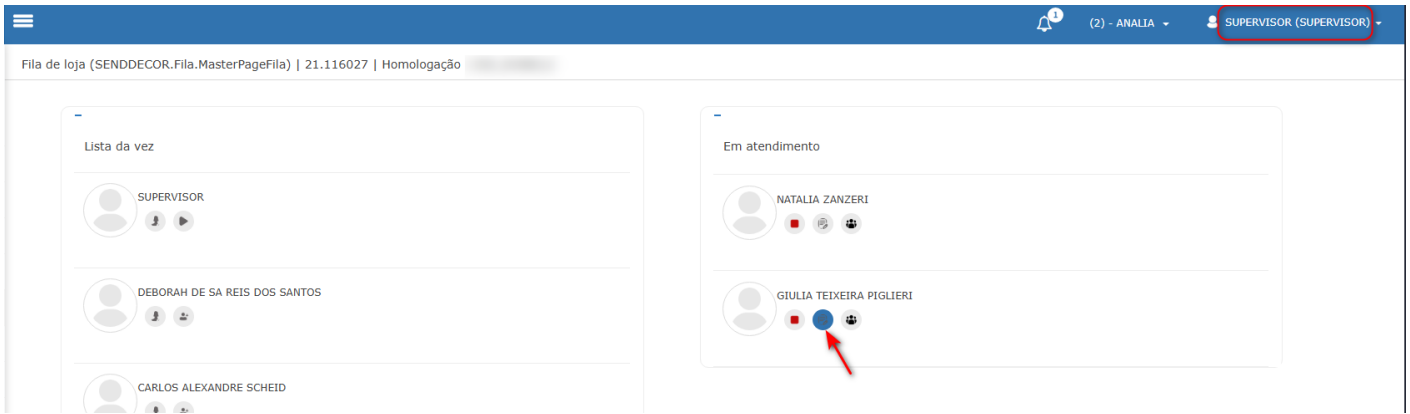 1
(2) - ANALIA
SUPERVISOR (SUPERVISOR)
Fila de loja (SENDDECOR.Fila.MasterPageFila) | 21.116027 | Homologação
Lista da vez
SUPERVISOR
DEBORAH DE SA REIS DOS SANTOS
CARLOS ALEXANDRE SCHEID
Em atendimento
NATALIA ZANZERI
GIULIA TEIXEIRA PIGLIERI